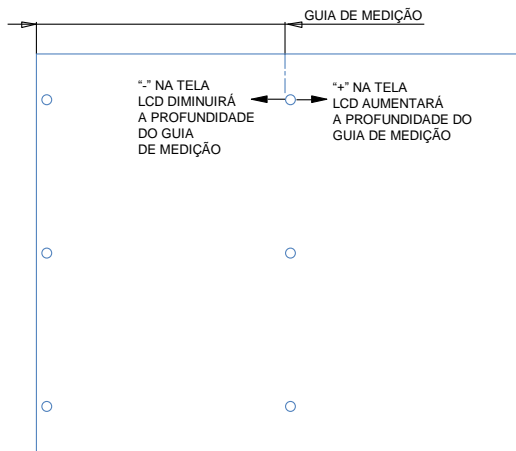 GUIA DE MEDIÇÃO
“-” NA TELA
LCD DIMINUIRÁ
A PROFUNDIDADE
DO GUIA
DE MEDIÇÃO
“+” NA TELA
LCD AUMENTARÁ
A PROFUNDIDADE DO
GUIA DE MEDIÇÃO